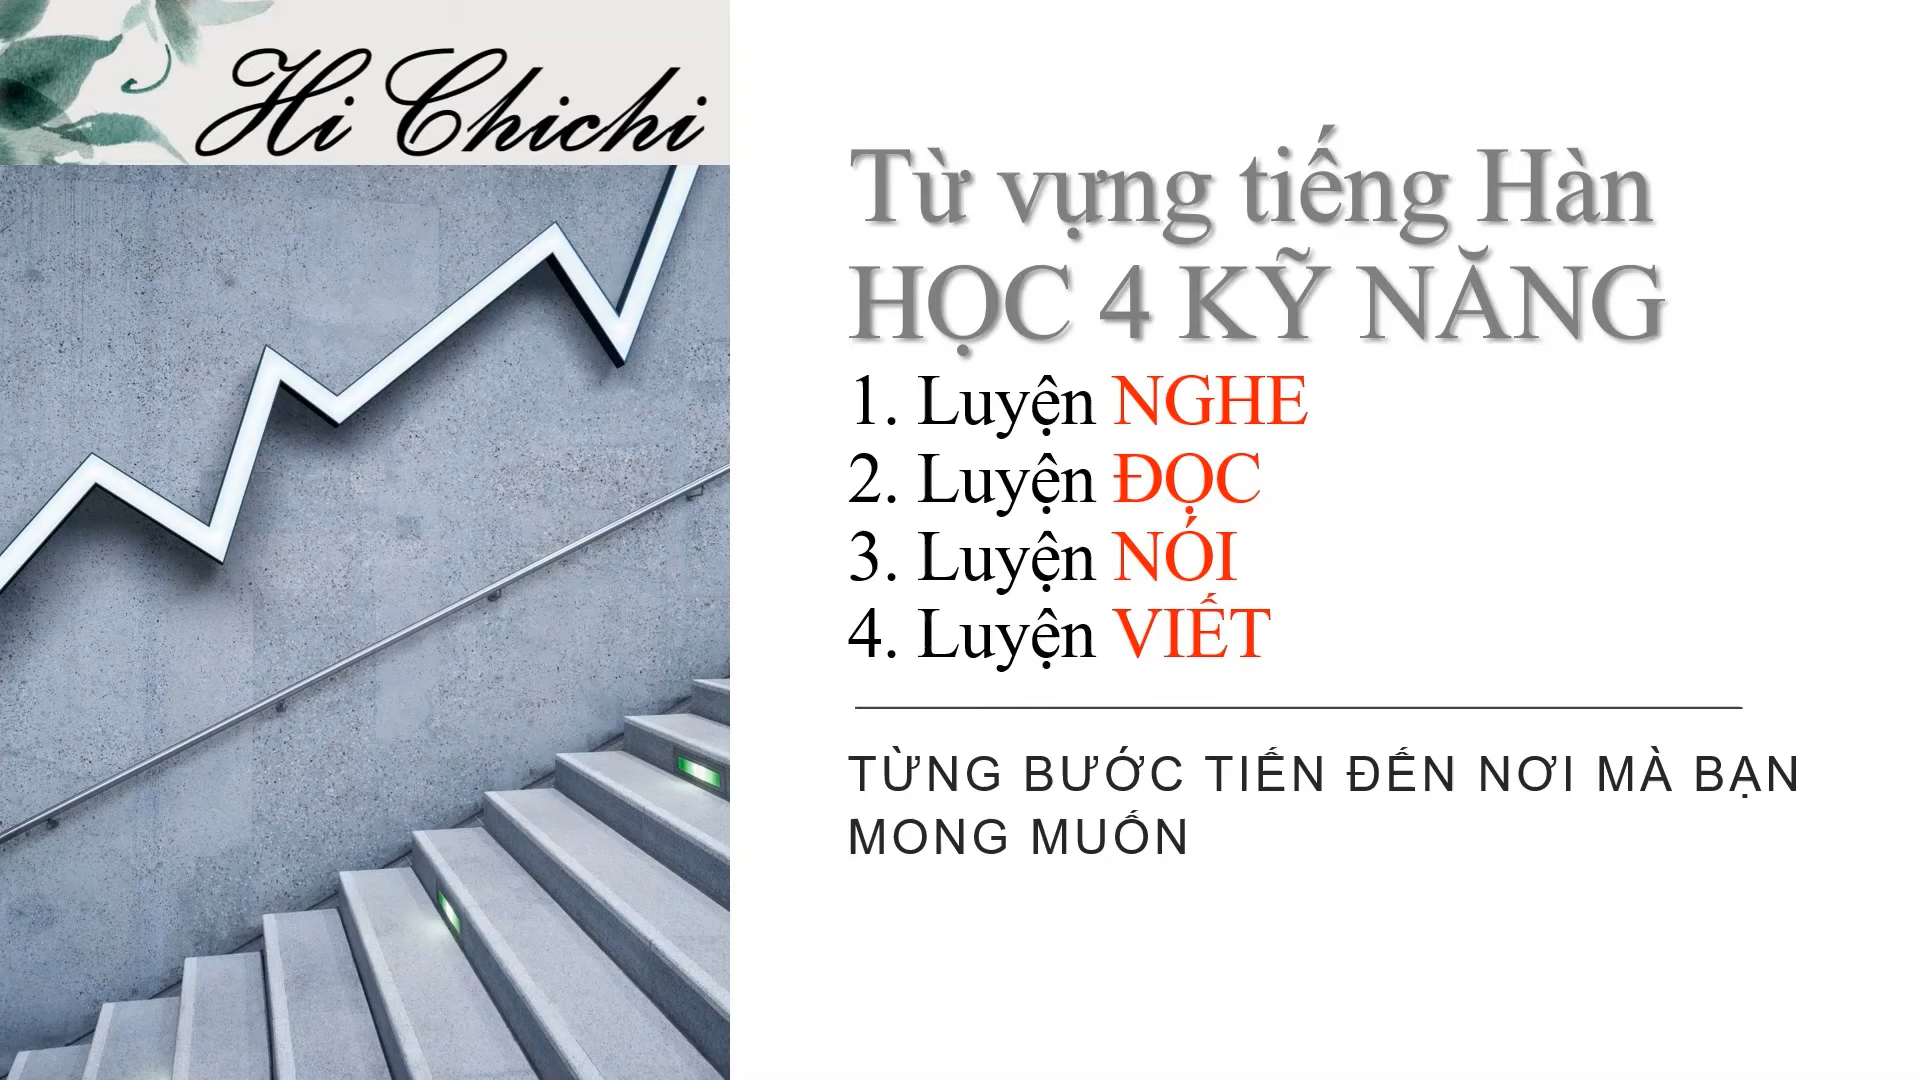 Hi Chichi
Từ vựng tiếng Hàn
HỌC 4 KỸ NĂNG
1. Luyện NGHE
2. Luyện ĐỌC
3. Luyện NÓI
4. Luyện VIẾT
TỪNG BƯỚC TIẾN ĐẾN NƠI MÀ BẠN
MONG MUỐN